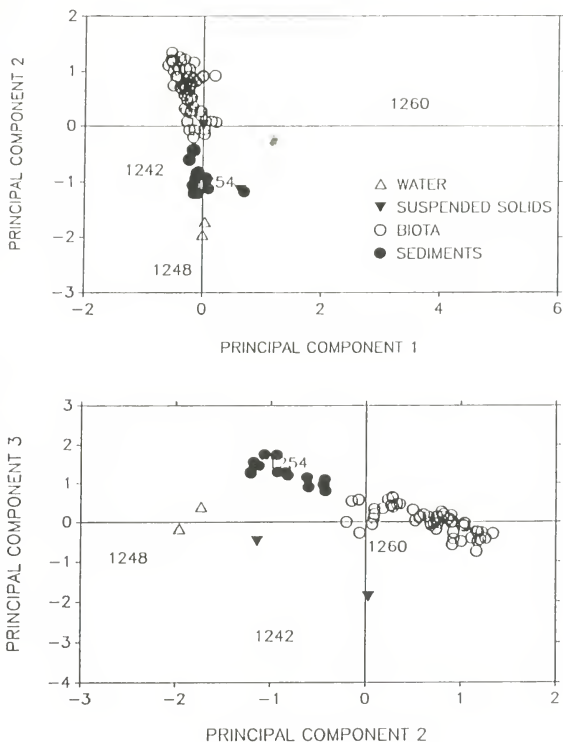 2
1
0
−1
−2
−3
PRINCIPAL COMPONENT 2
1260
1242
54
1248
△ WATER
▼ SUSPENDED SOLIDS
○ BIOTA
● SEDIMENTS
−2 0 2 4 6
PRINCIPAL COMPONENT 1
3
2
1
0
−1
−2
−3
−4
PRINCIPAL COMPONENT 3
254
1260
1248
1242
−3 −2 −1 0 1 2
PRINCIPAL COMPONENT 2